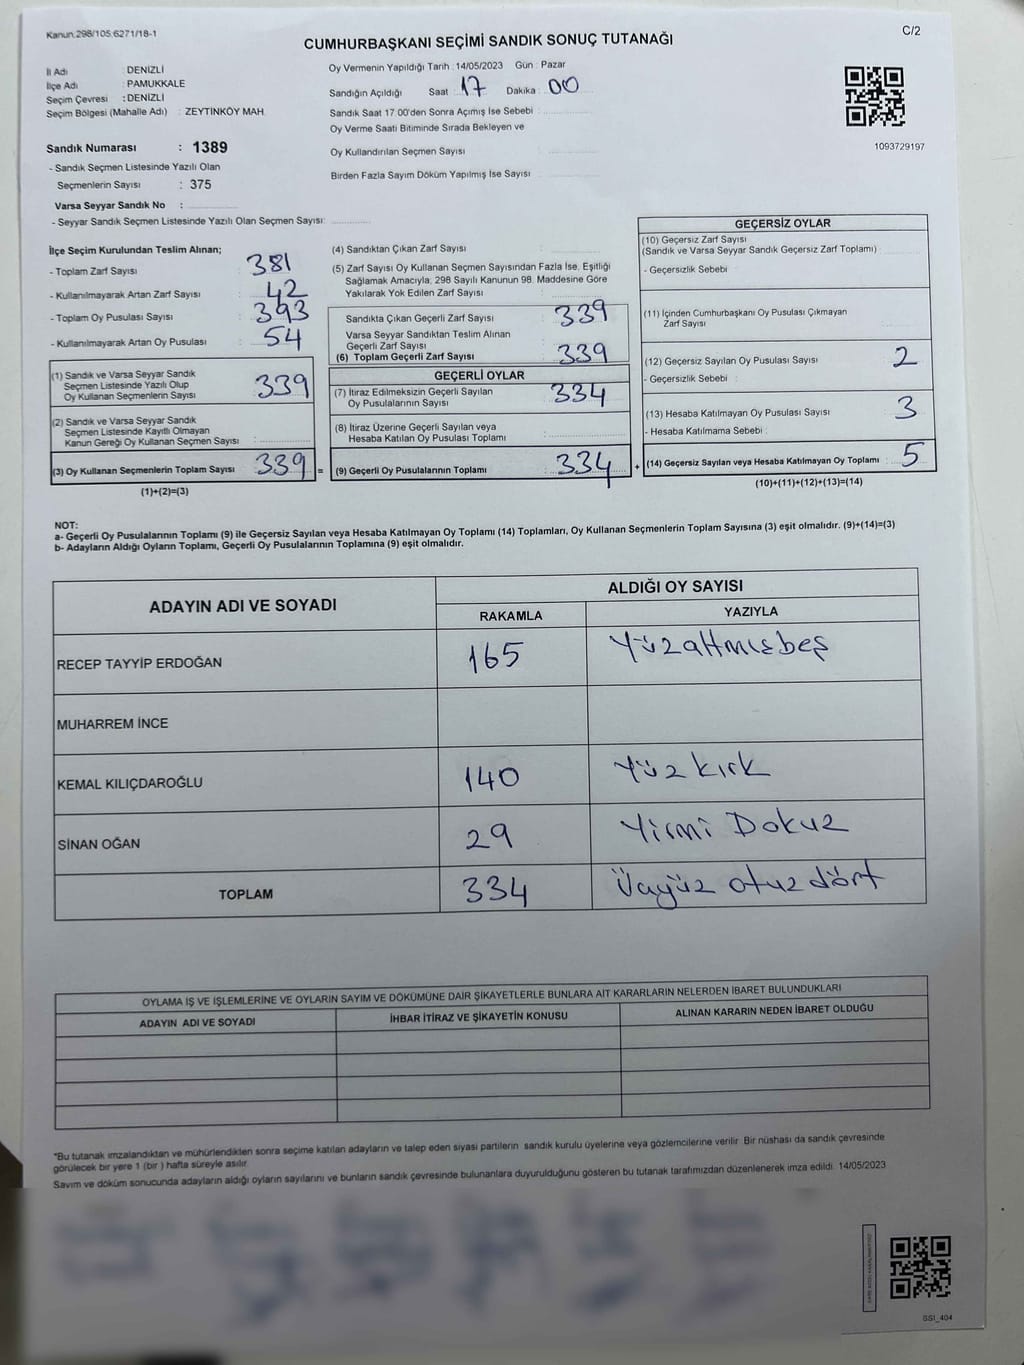 Kanun:298/105:6271/18-1
C/2
CUMHURBAŞKANI SEÇİMİ SANDIK SONUÇ TUTANAĞI
İl Adı : DENİZLİ
İlçe Adı : PAMUKKALE
Seçim Çevresi : DENİZLİ
Seçim Bölgesi (Mahalle Adı) : ZEYTİNKÖY MAH.
Oy Vermenin Yapıldığı Tarih : 14/05/2023 Gün : Pazar
Sandığın Açıldığı Saat : 17 Dakika : 00
Sandık Saat 17:00'den Sonra Açımış İse Sebebi :
Oy Verme Saati Bitiminde Sırada Bekleyen ve
Oy Kullandırılan Seçmen Sayısı :
Birden Fazla Sayım Döküm Yapılmış İse Sayısı :
1093729197
Sandık Numarası : 1389
- Sandık Seçmen Listesinde Yazılı Olan
Seçmenlerin Sayısı : 375
Varsa Seyyar Sandık No :
- Seyyar Sandık Seçmen Listesinde Yazılı Olan Seçmen Sayısı:
İlçe Seçim Kurulundan Teslim Alınan;
- Toplam Zarf Sayısı : 381
- Kullanılmayarak Artan Zarf Sayısı : 42
- Toplam Oy Pusulası Sayısı : 393
- Kullanılmayarak Artan Oy Pusulası : 54
(1) Sandık ve Varsa Seyyar Sandık
Seçmen Listesinde Yazılı Olup
Oy Kullanan Seçmenlerin Sayısı : 339
(2) Sandık ve Varsa Seyyar Sandık
Seçmen Listesinde Kayıtlı Olmayan
Kanun Gereği Oy Kullanan Seçmen Sayısı :
(3) Oy Kullanan Seçmenlerin Toplam Sayısı : 339 =
(1)+(2)=(3)
(4) Sandıktan Çıkan Zarf Sayısı :
(5) Zarf Sayısı Oy Kullanan Seçmen Sayısından Fazla İse, Eşitliği
Sağlamak Amacıyla; 298 Sayılı Kanunun 98. Maddesine Göre
Yakılarak Yok Edilen Zarf Sayısı :
Sandıkta Çıkan Geçerli Zarf Sayısı : 339
Varsa Seyyar Sandıktan Teslim Alınan
Geçerli Zarf Sayısı :
(6) Toplam Geçerli Zarf Sayısı : 339
GEÇERLİ OYLAR
(7) İtiraz Edilmeksizin Geçerli Sayılan
Oy Pusulalarının Sayısı : 334
(8) İtiraz Üzerine Geçerli Sayılan veya
Hesaba Katılan Oy Pusulası Toplamı :
(9) Geçerli Oy Pusulalarının Toplamı : 334 +
GEÇERSİZ OYLAR
(10) Geçersiz Zarf Sayısı
(Sandık ve Varsa Seyyar Sandık Geçersiz Zarf Toplamı) :
- Geçersizlik Sebebi :
(11) İçinden Cumhurbaşkanı Oy Pusulası Çıkmayan
Zarf Sayısı :
(12) Geçersiz Sayılan Oy Pusulası Sayısı : 2
- Geçersizlik Sebebi :
(13) Hesaba Katılmayan Oy Pusulası Sayısı : 3
- Hesaba Katılmama Sebebi :
(14) Geçersiz Sayılan veya Hesaba Katılmayan Oy Toplamı : 5
(10)+(11)+(12)+(13)=(14)
NOT:
a- Geçerli Oy Pusulalarının Toplamı (9) ile Geçersiz Sayılan veya Hesaba Katılmayan Oy Toplamı (14) Toplamları, Oy Kullanan Seçmenlerin Toplam Sayısına (3) eşit olmalıdır. (9)+(14)=(3)
b- Adayların Aldığı Oyların Toplamı, Geçerli Oy Pusulalarının Toplamına (9) eşit olmalıdır.
ADAYIN ADI VE SOYADI
ALDIĞI OY SAYISI
RAKAMLA YAZIYLA
RECEP TAYYİP ERDOĞAN 165 Yüzaltmışbeş
MUHARREM İNCE
KEMAL KILIÇDAROĞLU 140 Yüz kırk
SİNAN OĞAN 29 Yirmi Dokuz
TOPLAM 334 Üçyüz otuz dört
OYLAMA İŞ VE İŞLEMLERİNE VE OYLARIN SAYIM VE DÖKÜMÜNE DAİR ŞİKAYETLERLE BUNLARA AİT KARARLARIN NELERDEN İBARET BULUNDUKLARI
ADAYIN ADI VE SOYADI İHBAR İTİRAZ VE ŞİKAYETİN KONUSU ALINAN KARARIN NEDEN İBARET OLDUĞU
*Bu tutanak imzalandıktan ve mühürlendikten sonra seçime katılan adayların ve talep eden siyasi partilerin sandık kurulu üyelerine veya gözlemcilerine verilir. Bir nüshası da sandık çevresinde
görülecek bir yere 1 (bir ) hafta süreyle asılır.
Sayım ve döküm sonucunda adayların aldığı oyların sayılarını ve bunların sandık çevresinde bulunanlara duyurulduğunu gösteren bu tutanak tarafımızdan düzenlenerek imza edildi. 14/05/2023
SSI_404